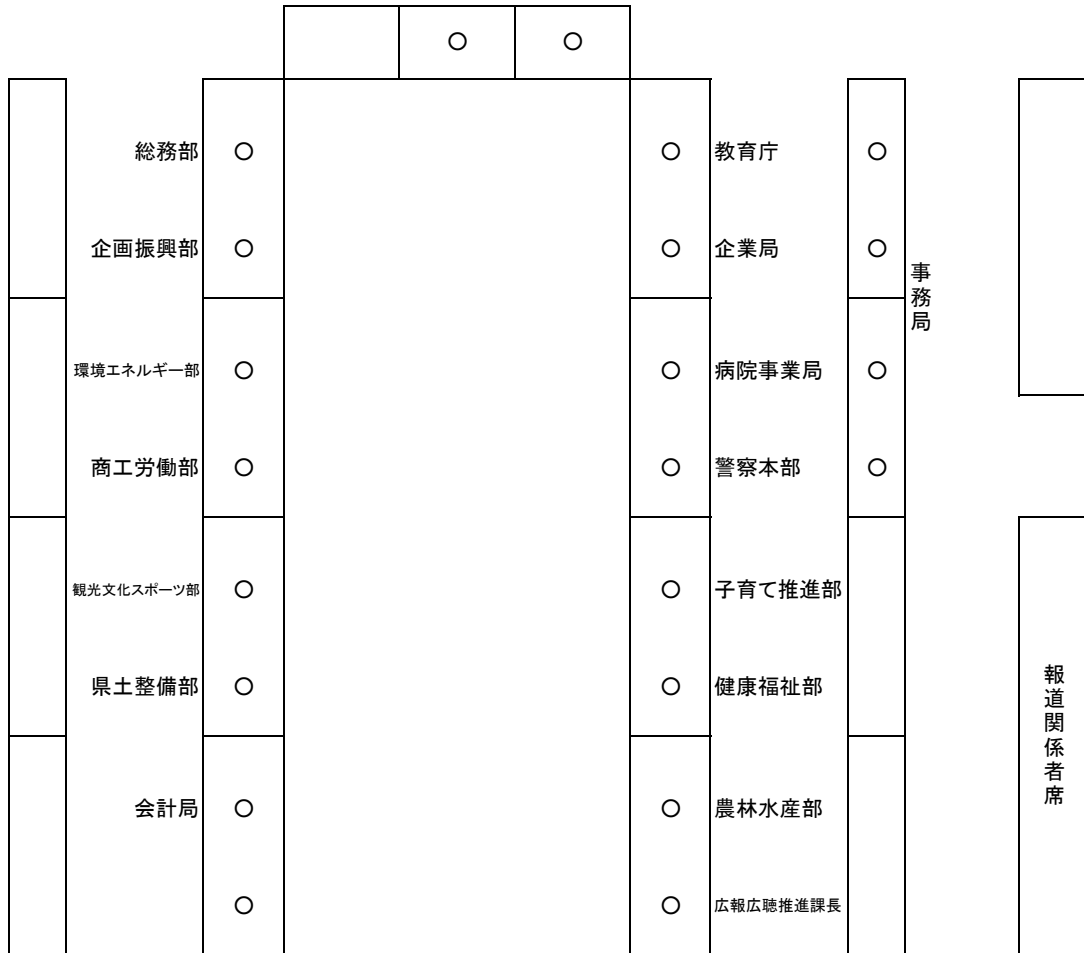 総務部
企画振興部
環境エネルギー部
商工労働部
観光文化スポーツ部
県土整備部
会計局
教育庁
企業局
病院事業局
警察本部
子育て推進部
健康福祉部
農林水産部
広報広聴推進課長
事務局
報道関係者席